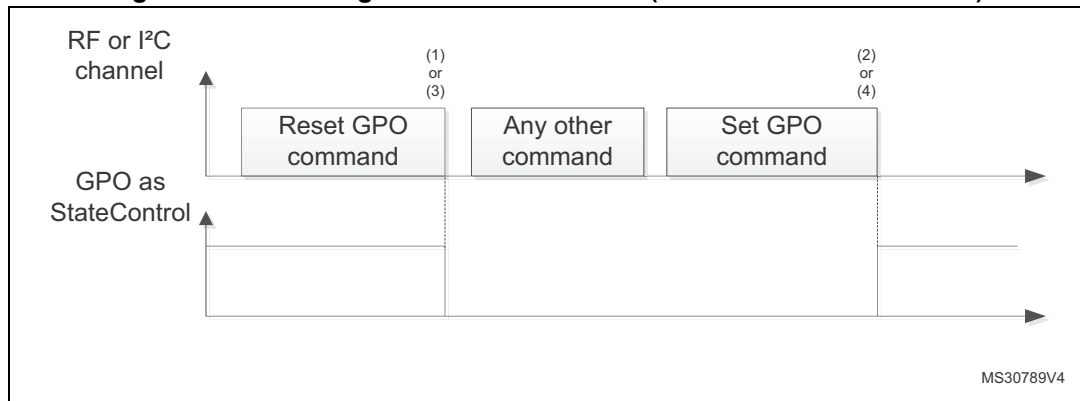 RF or I²C
channel
(1)
or
(3)
(2)
or
(4)
Reset GPO
command
Any other
command
Set GPO
command
GPO as
StateControl
MS30789V4